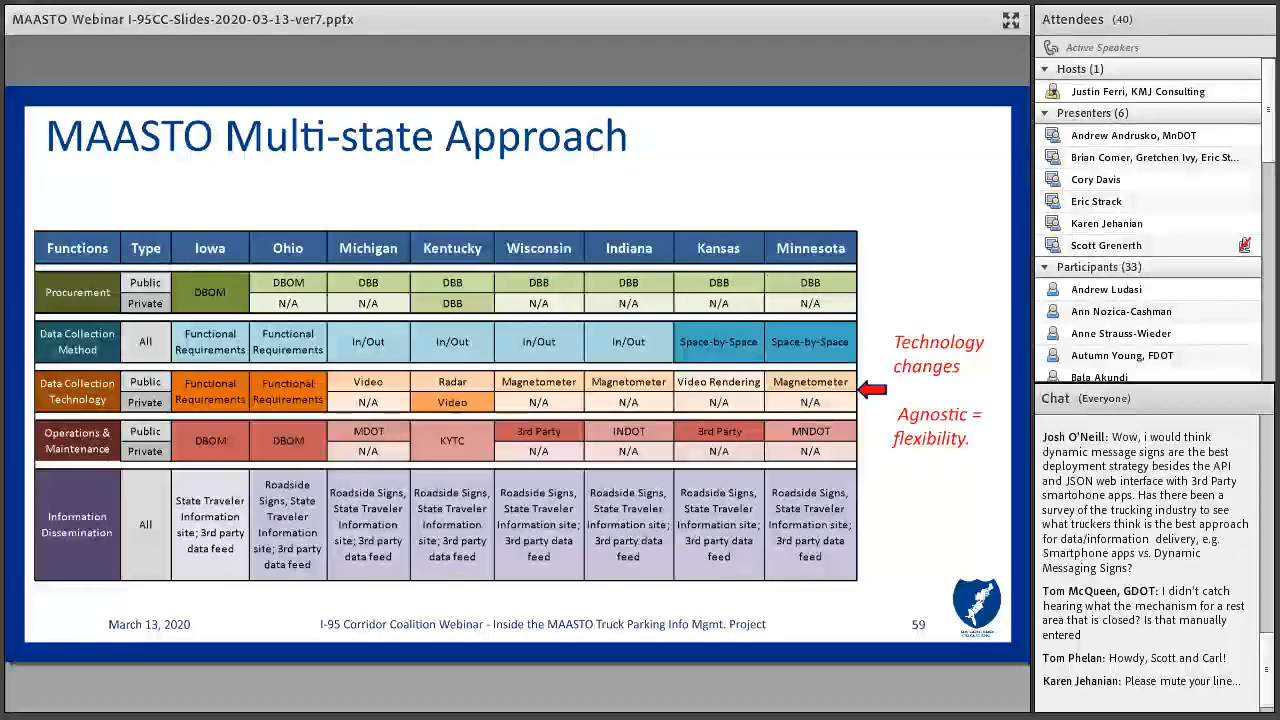 MAASTO Webinar I-95CC-Slides-2020-03-13-ver7.pptx
MAASTO Multi-state Approach
Functions Type Iowa Ohio Michigan Kentucky Wisconsin Indiana Kansas Minnesota
Procurement Public DBOM DBOM DBB DBB DBB DBB DBB DBB
Private N/A N/A DBB N/A N/A N/A N/A
Data Collection Method All Functional Requirements Functional Requirements In/Out In/Out In/Out In/Out Space-by-Space Space-by-Space
Data Collection Technology Public Functional Requirements Functional Requirements Video Radar Magnetometer Magnetometer Video Rendering Magnetometer
Private N/A Video N/A N/A N/A N/A
Operations & Maintenance Public DBOM DBOM MDOT KYTC 3rd Party INDOT 3rd Party MNDOT
Private N/A N/A N/A N/A N/A
Information Dissemination All State Traveler Information site; 3rd party data feed Roadside Signs, State Traveler Information site; 3rd party data feed Roadside Signs, State Traveler Information site; 3rd party data feed Roadside Signs, State Traveler Information site; 3rd party data feed Roadside Signs, State Traveler Information site; 3rd party data feed Roadside Signs, State Traveler Information site; 3rd party data feed Roadside Signs, State Traveler Information site; 3rd party data feed Roadside Signs, State Traveler Information site; 3rd party data feed
Technology
changes
Agnostic =
flexibility.
March 13, 2020 I-95 Corridor Coalition Webinar - Inside the MAASTO Truck Parking Info Mgmt. Project 59
Attendees (40)
Active Speakers
Hosts (1)
Justin Ferri, KMJ Consulting
Presenters (6)
Andrew Andrusko, MnDOT
Brian Comer, Gretchen Ivy, Eric St...
Cory Davis
Eric Strack
Karen Jehanian
Scott Grenerth
Participants (33)
Andrew Ludasi
Ann Nozica-Cashman
Anne Strauss-Wieder
Autumn Young, FDOT
Bala Akundi
Chat (Everyone)
Josh O'Neill: Wow, i would think
dynamic message signs are the best
deployment strategy besides the API
and JSON web interface with 3rd Party
smartohone apps. Has there been a
survey of the trucking industry to see
what truckers think is the best approach
for data/information delivery, e.g.
Smartphone apps vs. Dynamic
Messaging Signs?
Tom McQueen, GDOT: I didn't catch
hearing what the mechanism for a rest
area that is closed? Is that manually
entered
Tom Phelan: Howdy, Scott and Carl!
Karen Jehanian: Please mute your line...